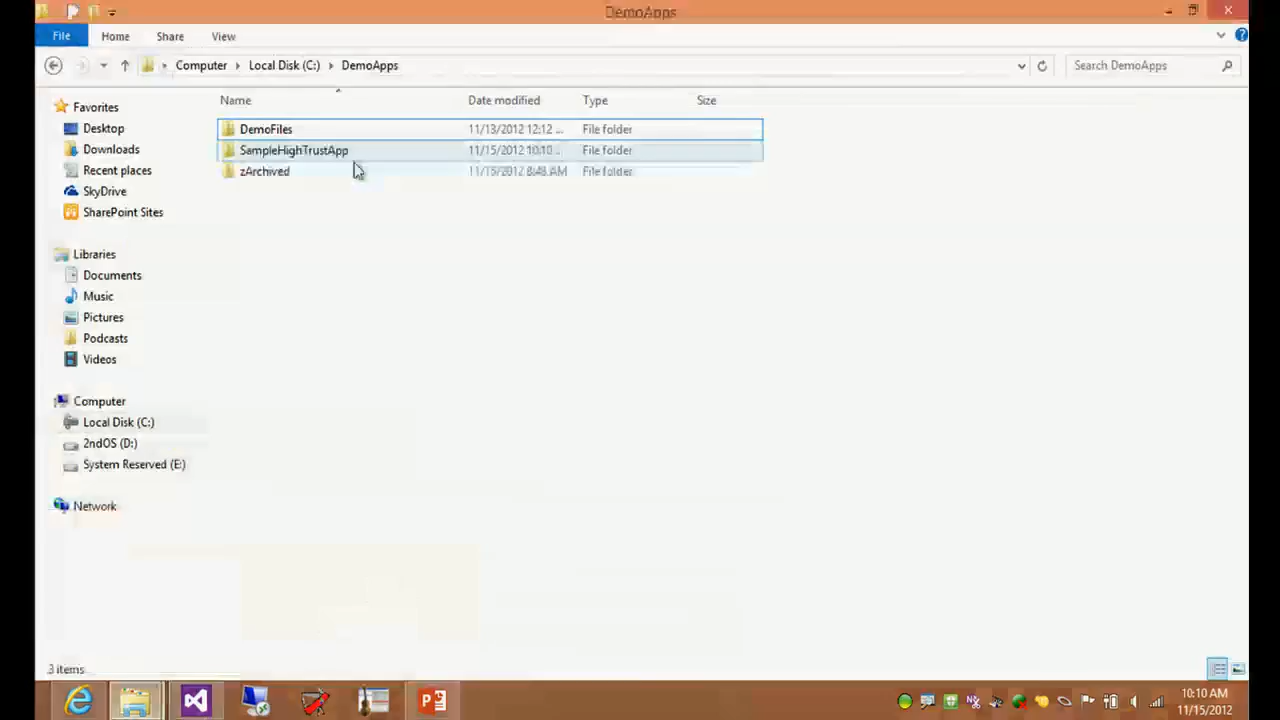 DemoApps
File Home Share View
Computer Local Disk (C:) DemoApps Search DemoApps
Name Date modified Type Size
DemoFiles 11/13/2012 12:12 ... File folder
SampleHighTrustApp 11/15/2012 10:10 ... File folder
zArchived 11/15/2012 8:48 AM File folder
Favorites
Desktop
Downloads
Recent places
SkyDrive
SharePoint Sites
Libraries
Documents
Music
Pictures
Podcasts
Videos
Computer
Local Disk (C:)
2ndOS (D:)
System Reserved (E:)
Network
3 items
10:10 AM
11/15/2012